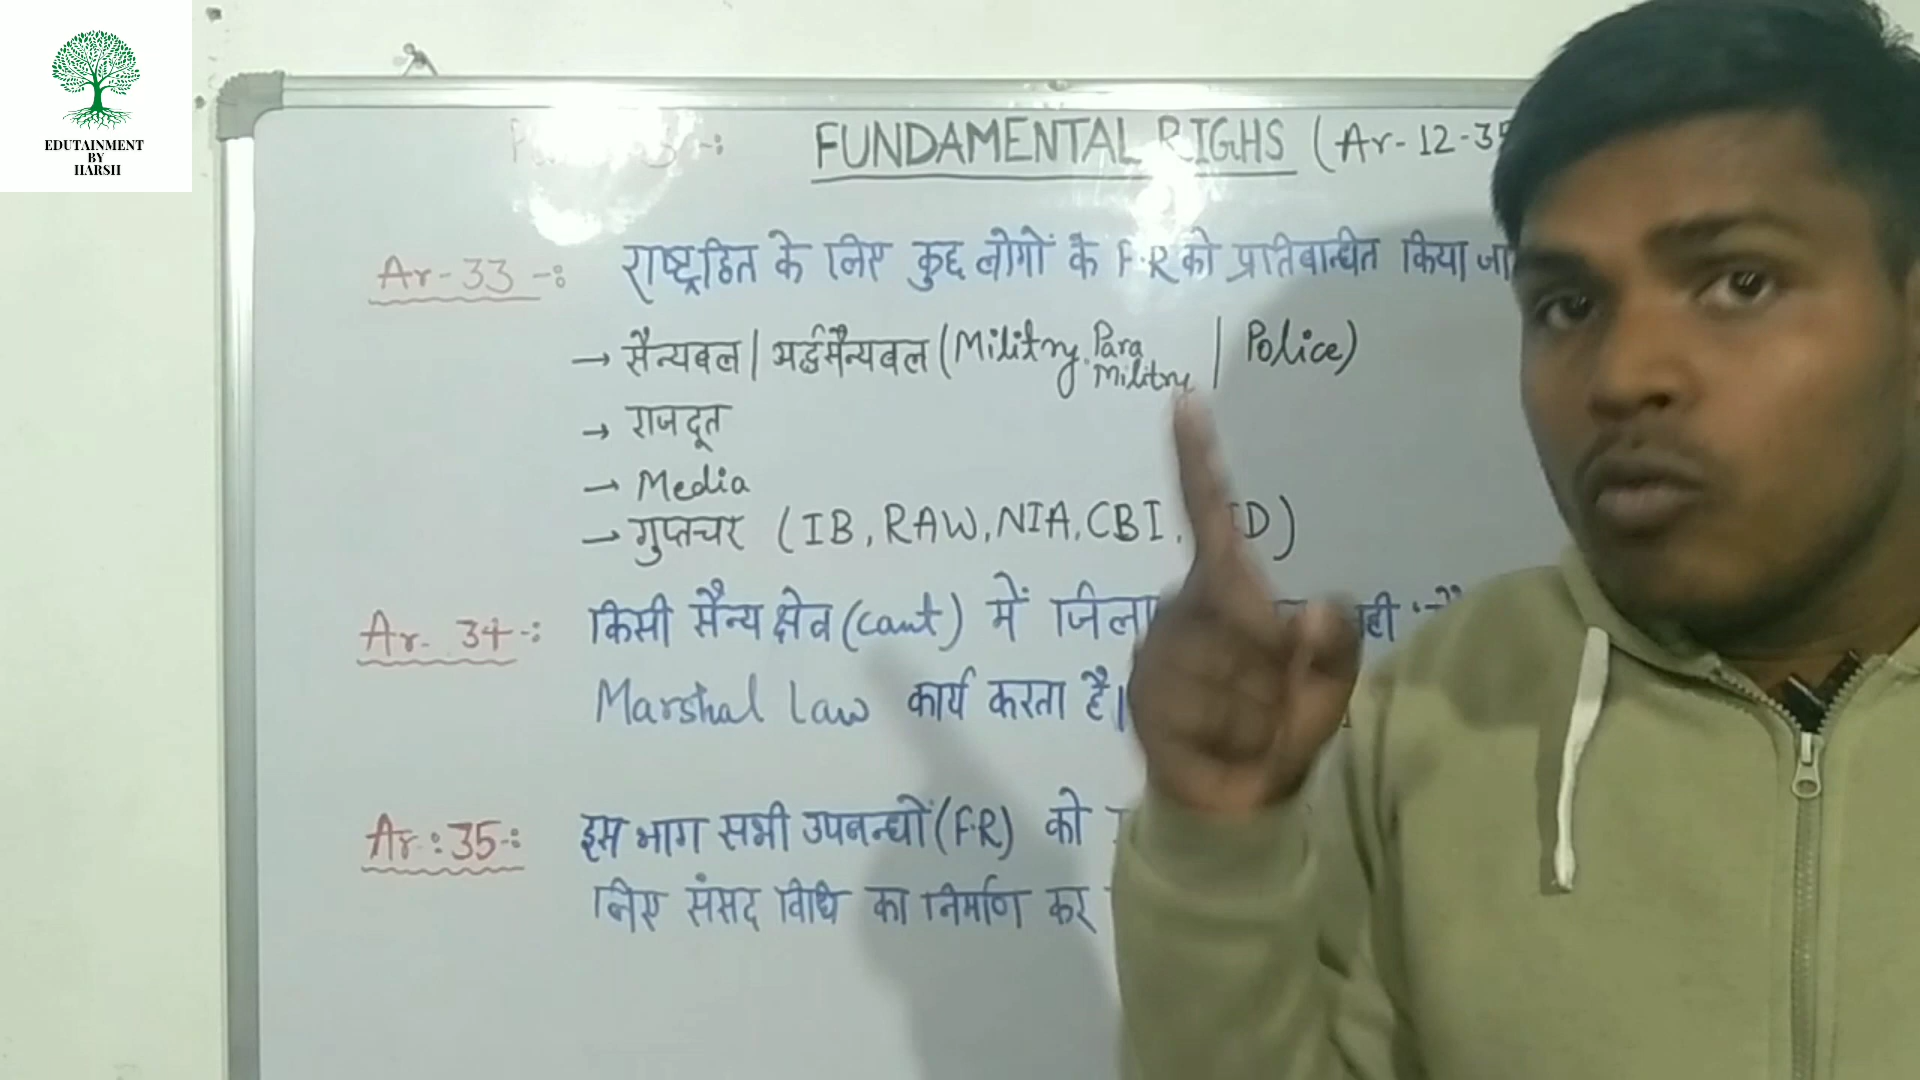 EDUTAINMENT
BY
HARSH
FUNDAMENTAL RIGHS (Ar-12-35
Ar-33-: राष्ट्रहित के लिए कुछ लोगों के F.R को प्रतिबान्धित किया जा
→ सैन्यबल | अर्द्धसैन्यबल (Militry, Para Militry | Police)
→ राजदूत
→ Media
→ गुप्तचर (IB, RAW, NIA, CBI,
Ar-34-: किसी सैन्य क्षेत्र (cant) में
Marshal law कार्य करता है।
Ar:35-: इस भाग सभी उपबन्धों (F.R) को
लिए संसद विधि का निर्माण कर